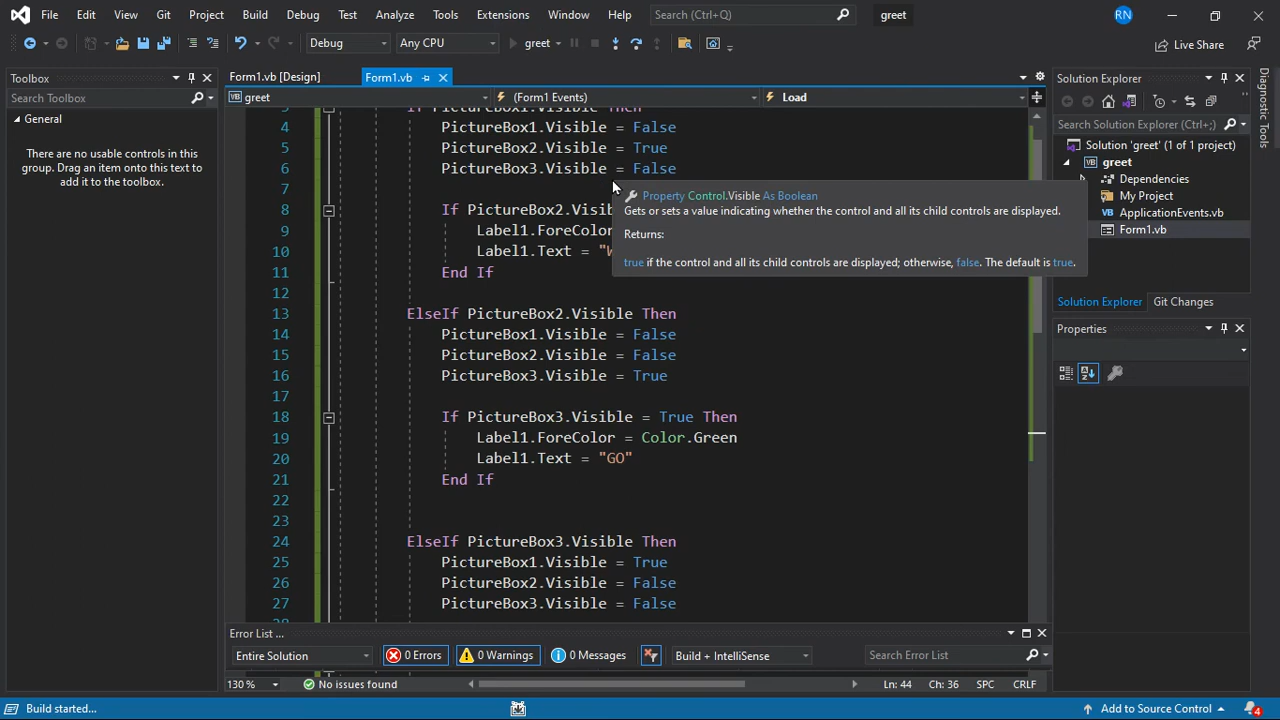 File Edit View Git Project Build Debug Test Analyze Tools Extensions Window Help Search (Ctrl+Q) greet RN
Debug Any CPU greet Live Share
Toolbox
Search Toolbox
General
There are no usable controls in this
group. Drag an item onto this text to
add it to the toolbox.
Form1.vb [Design] Form1.vb
VB greet (Form1 Events) Load
4 PictureBox1.Visible = False
5 PictureBox2.Visible = True
6 PictureBox3.Visible = False
7
8 If PictureBox2.Visib
9 Label1.ForeColor
10 Label1.Text = "W
11 End If
12
13 ElseIf PictureBox2.Visible Then
14 PictureBox1.Visible = False
15 PictureBox2.Visible = False
16 PictureBox3.Visible = True
17
18 If PictureBox3.Visible = True Then
19 Label1.ForeColor = Color.Green
20 Label1.Text = "GO"
21 End If
22
23
24 ElseIf PictureBox3.Visible Then
25 PictureBox1.Visible = True
26 PictureBox2.Visible = False
27 PictureBox3.Visible = False
Property Control.Visible As Boolean
Gets or sets a value indicating whether the control and all its child controls are displayed.
Returns:
true if the control and all its child controls are displayed; otherwise, false. The default is true.
Error List ...
Entire Solution 0 Errors 0 Warnings 0 Messages Build + IntelliSense Search Error List
130 % No issues found Ln: 44 Ch: 36 SPC CRLF
Solution Explorer
Search Solution Explorer (Ctrl+;)
Solution 'greet' (1 of 1 project)
VB greet
Dependencies
My Project
VB ApplicationEvents.vb
Form1.vb
Solution Explorer Git Changes
Properties
Diagnostic Tools
Build started... Add to Source Control 4